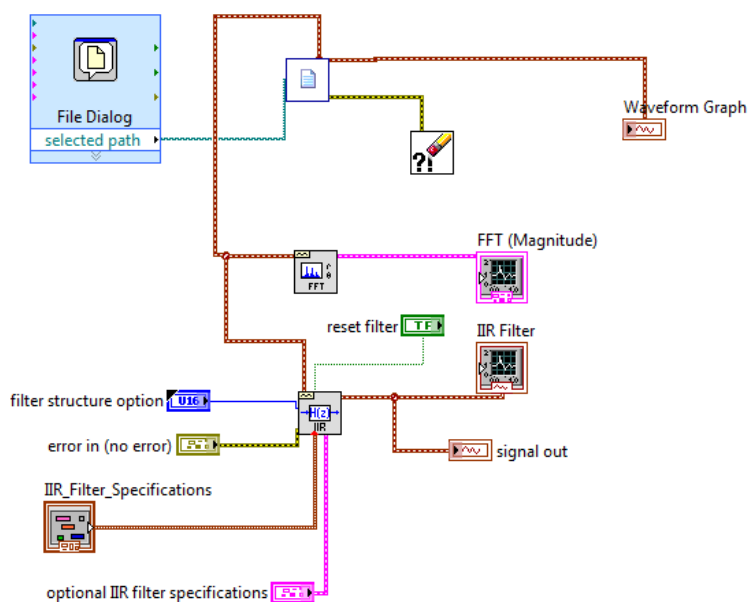 File Dialog
selected path
Waveform Graph
?!
FFT (Magnitude)
FFT
reset filter
TF
IIR Filter
filter structure option
U16
H(z)
IIR
error in (no error)
signal out
IIR_Filter_Specifications
optional IIR filter specifications